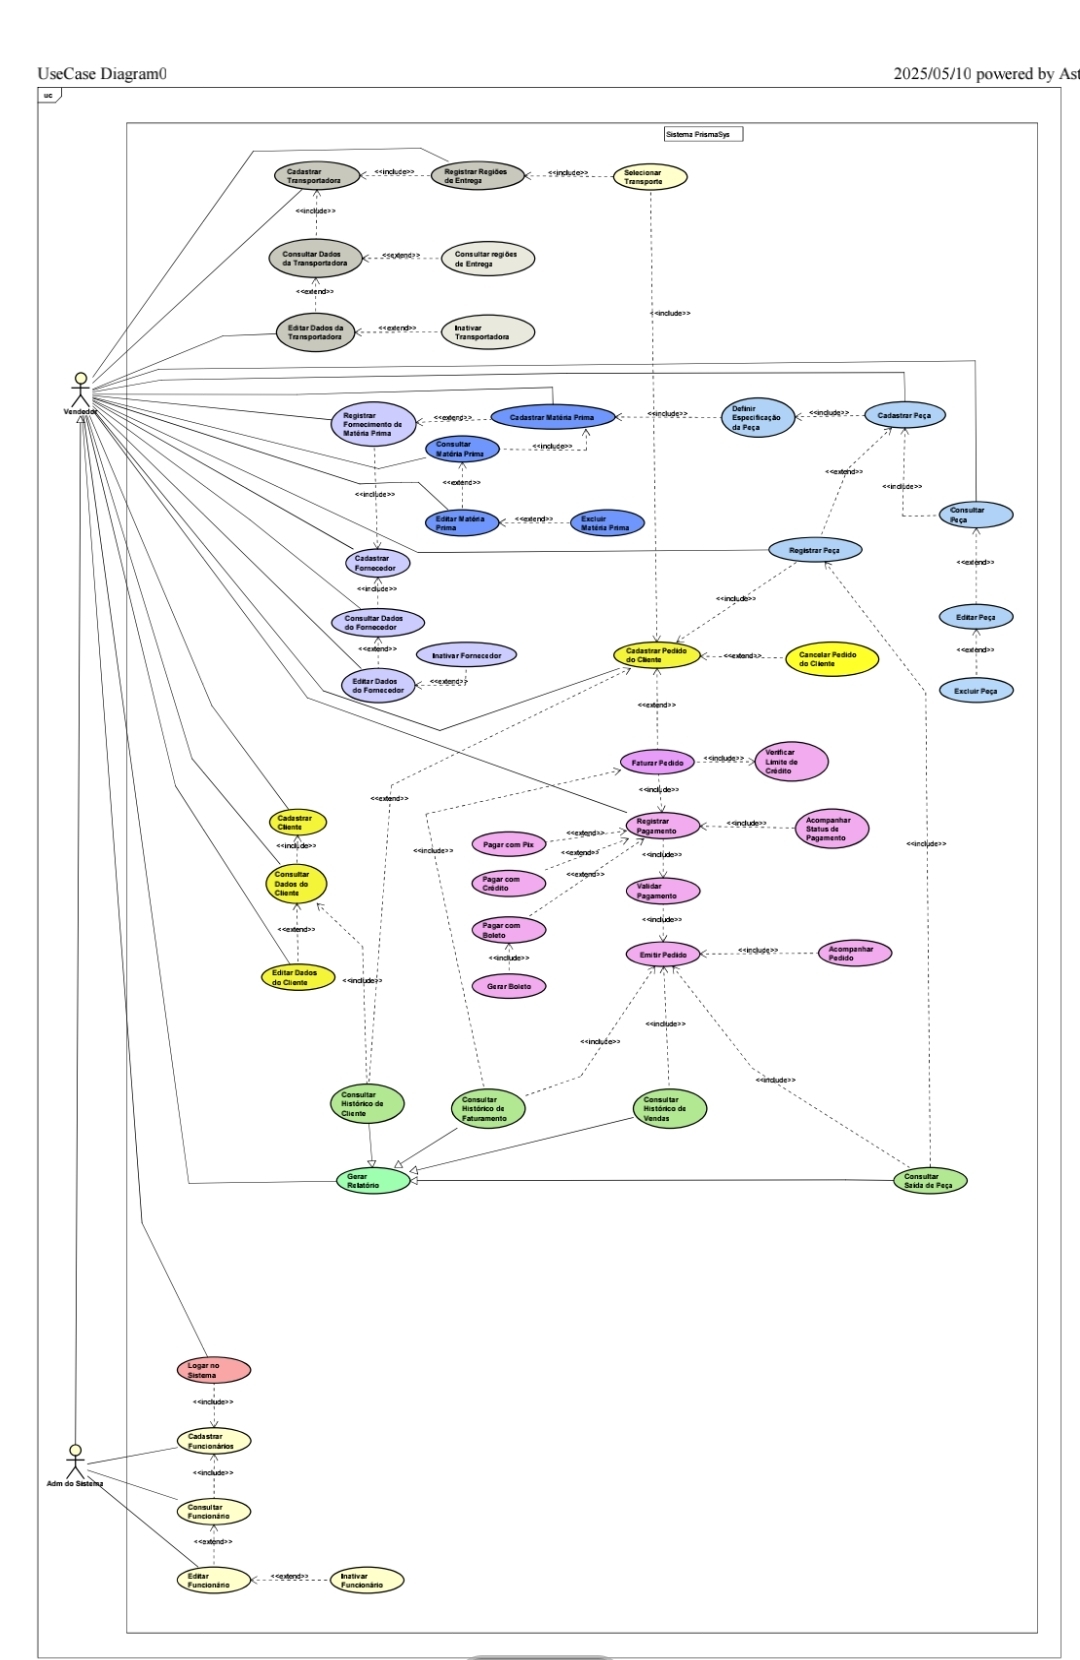 UseCase Diagram0
2025/05/10 powered by Ast
uc
Sistema PrismaSys
Cadastrar
Transportadora
<<include>>
Registrar Regiões
de Entrega
<<include>>
Selecionar
Transporte
<<include>>
Consultar Dados
da Transportadora
<<extend>>
Consultar regiões
de Entrega
<<extend>>
<<include>>
Editar Dados da
Transportadora
<<extend>>
Inativar
Transportadora
Vendedor
Registrar
Fornecimento de
Matéria Prima
<<extend>>
Cadastrar Matéria Prima
<<include>>
Definir
Especificação
da Peça
<<include>>
Cadastrar Peça
Consultar
Matéria Prima
<<include>>
<<extend>>
<<extend>>
<<include>>
<<include>>
Editar Matéria
Prima
<<extend>>
Excluir
Matéria Prima
Consultar
Peça
Registrar Peça
Cadastrar
Fornecedor
<<extend>>
<<include>>
<<include>>
Consultar Dados
do Fornecedor
Editar Peça
<<extend>>
Inativar Fornecedor
<<extend>>
Cadastrar Pedido
do Cliente
<<extend>>
Cancelar Pedido
do Cliente
<<extend>>
Editar Dados
do Fornecedor
Excluir Peça
<<extend>>
Faturar Pedido
<<include>>
Verificar
Limite de
Crédito
<<include>>
<<extend>>
Cadastrar
Cliente
Registrar
Pagamento
<<include>>
Acompanhar
Status de
Pagamento
<<include>>
Pagar com Pix
<<extend>>
<<extend>>
<<include>>
<<include>>
<<include>>
Consultar
Dados do
Cliente
Pagar com
Crédito
<<extend>>
Validar
Pagamento
<<extend>>
Pagar com
Boleto
<<include>>
Emitir Pedido
<<include>>
Acompanhar
Pedido
<<include>>
Editar Dados
do Cliente
<<include>>
Gerar Boleto
<<include>>
<<include>>
<<include>>
Consultar
Histórico de
Cliente
Consultar
Histórico de
Faturamento
Consultar
Histórico de
Vendas
Gerar
Relatório
Consultar
Saída de Peça
Logar no
Sistema
<<include>>
Cadastrar
Funcionários
<<include>>
Adm do Sistema
Consultar
Funcionário
<<extend>>
Editar
Funcionário
<<extend>>
Inativar
Funcionário